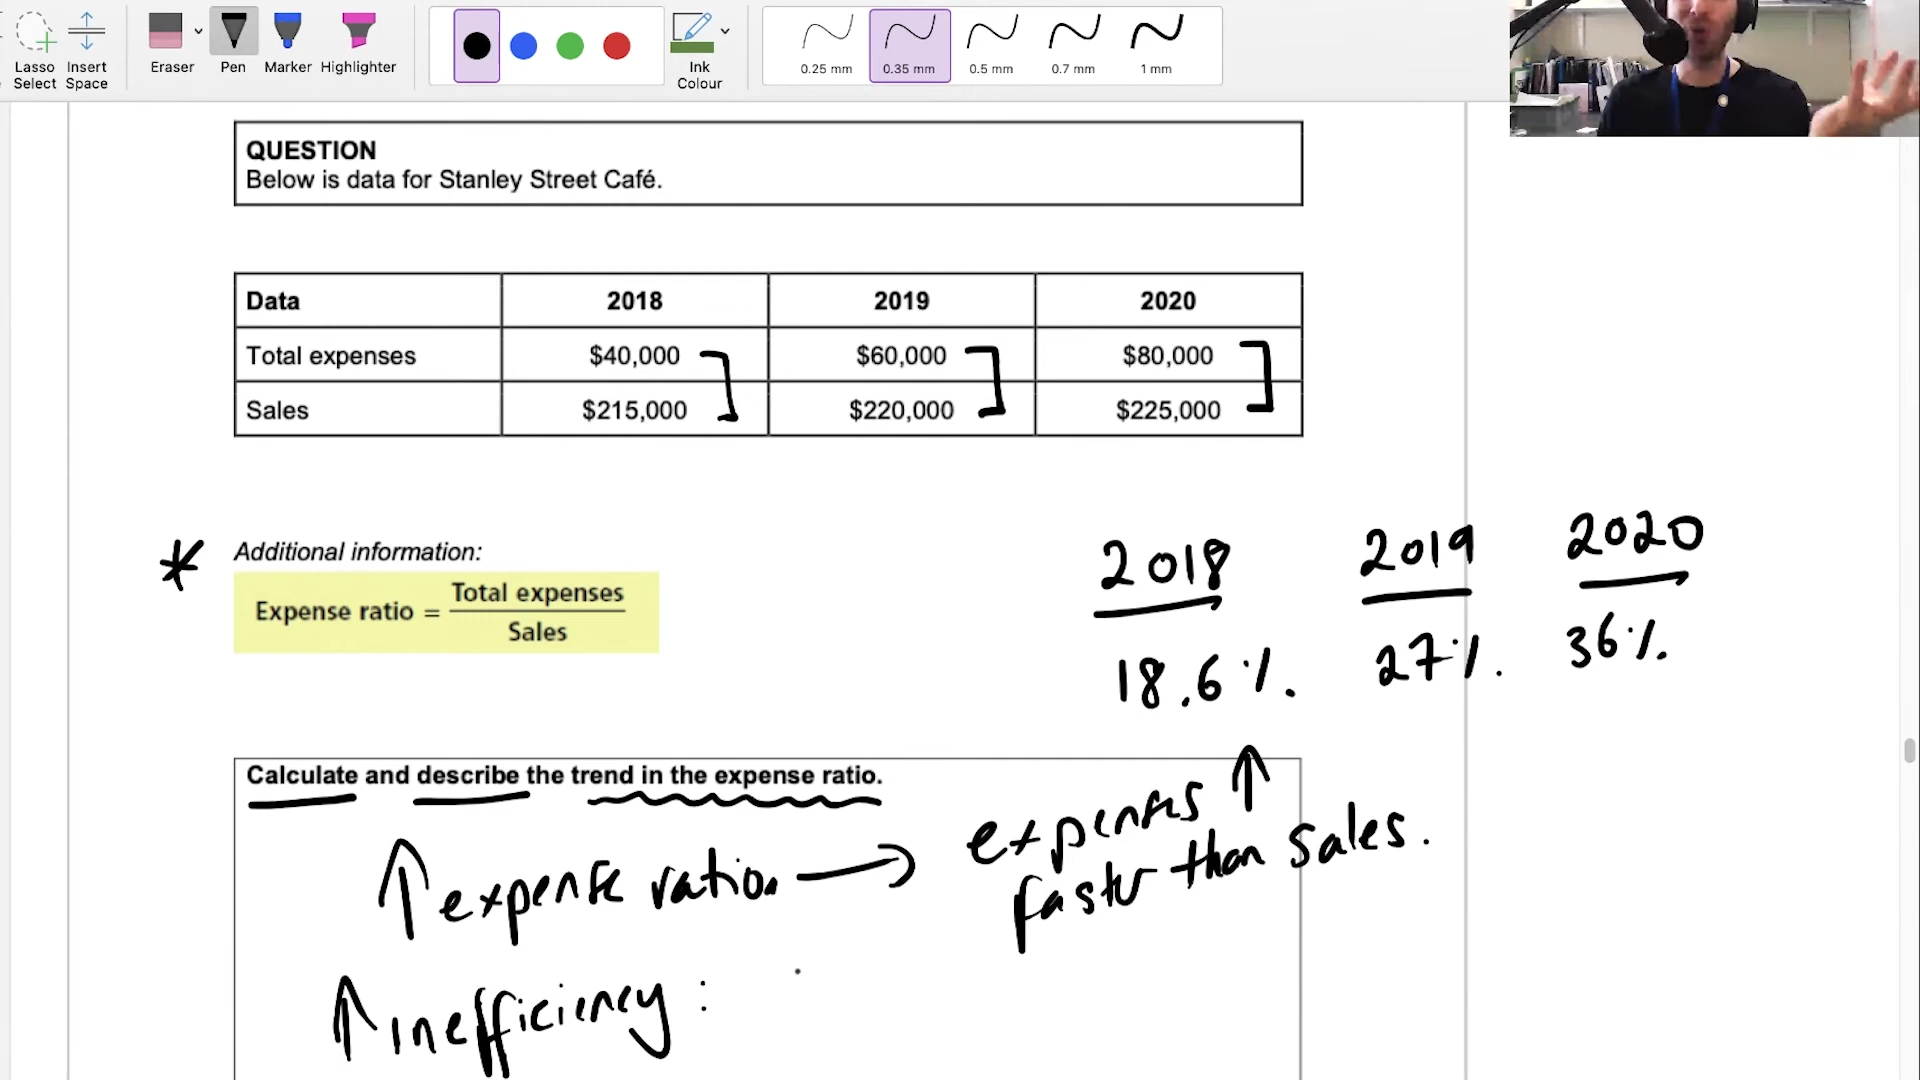 Lasso Select
Insert Space
Eraser
Pen
Marker
Highlighter
Ink Colour
0.25 mm
0.35 mm
0.5 mm
0.7 mm
1 mm
QUESTION
Below is data for Stanley Street Café.
Data 2018 2019 2020
Total expenses $40,000 $60,000 $80,000
Sales $215,000 $220,000 $225,000
* Additional information:
Expense ratio = Total expenses
Sales
2018 2019 2020
18.6%. 27%. 36%.
Calculate and describe the trend in the expense ratio.
↑ expense ratio → expenses ↑
faster than sales.
↑ inefficiency :